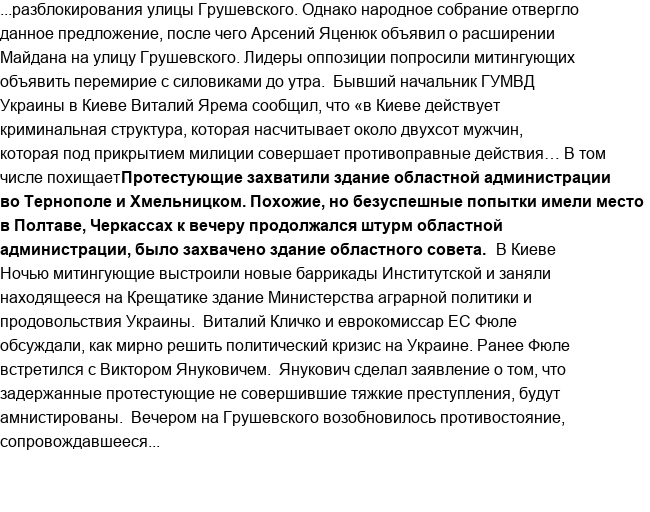 ...разблокирования улицы Грушевского. Однако народное собрание отвергло
данное предложение, после чего Арсений Яценюк объявил о расширении
Майдана на улицу Грушевского. Лидеры оппозиции попросили митингующих
объявить перемирие с силовиками до утра.  Бывший начальник ГУМВД
Украины в Киеве Виталий Ярема сообщил, что «в Киеве действует
криминальная структура, которая насчитывает около двухсот мужчин,
которая под прикрытием милиции совершает противоправные действия… В том
числе похищаетПротестующие захватили здание областной администрации
во Тернополе и Хмельницком. Похожие, но безуспешные попытки имели место
в Полтаве, Черкассах к вечеру продолжался штурм областной
администрации, было захвачено здание областного совета.  В Киеве
Ночью митингующие выстроили новые баррикады Институтской и заняли
находящееся на Крещатике здание Министерства аграрной политики и
продовольствия Украины.  Виталий Кличко и еврокомиссар ЕС Фюле
обсуждали, как мирно решить политический кризис на Украине. Ранее Фюле
встретился с Виктором Януковичем.  Янукович сделал заявление о том, что
задержанные протестующие не совершившие тяжкие преступления, будут
амнистированы.  Вечером на Грушевского возобновилось противостояние,
сопровождавшееся...